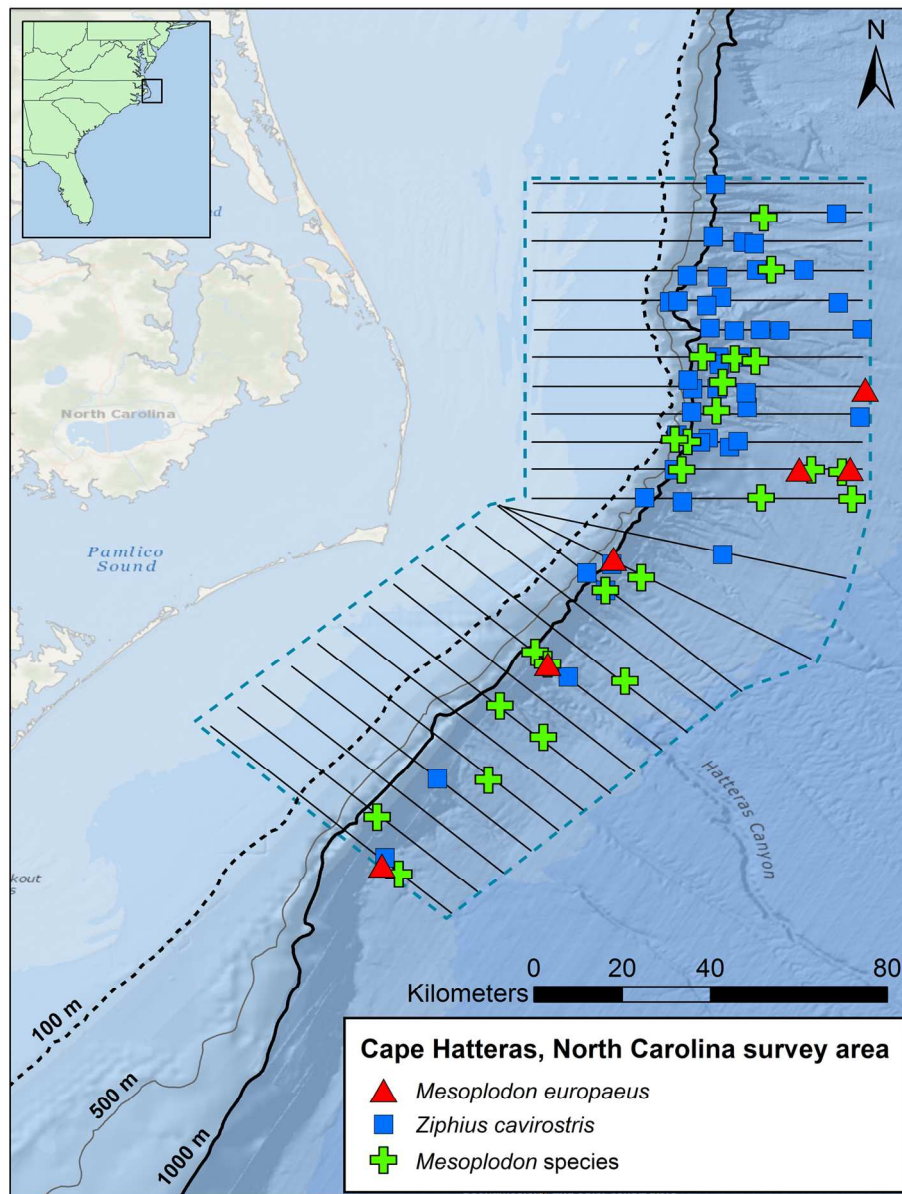 N
North Carolina
Pamlico
Sound
Hatteras Canyon
0 20 40 80
Kilometers
100 m
500 m
1000 m
Cape Hatteras, North Carolina survey area
Mesoplodon europaeus
Ziphius cavirostris
Mesoplodon species